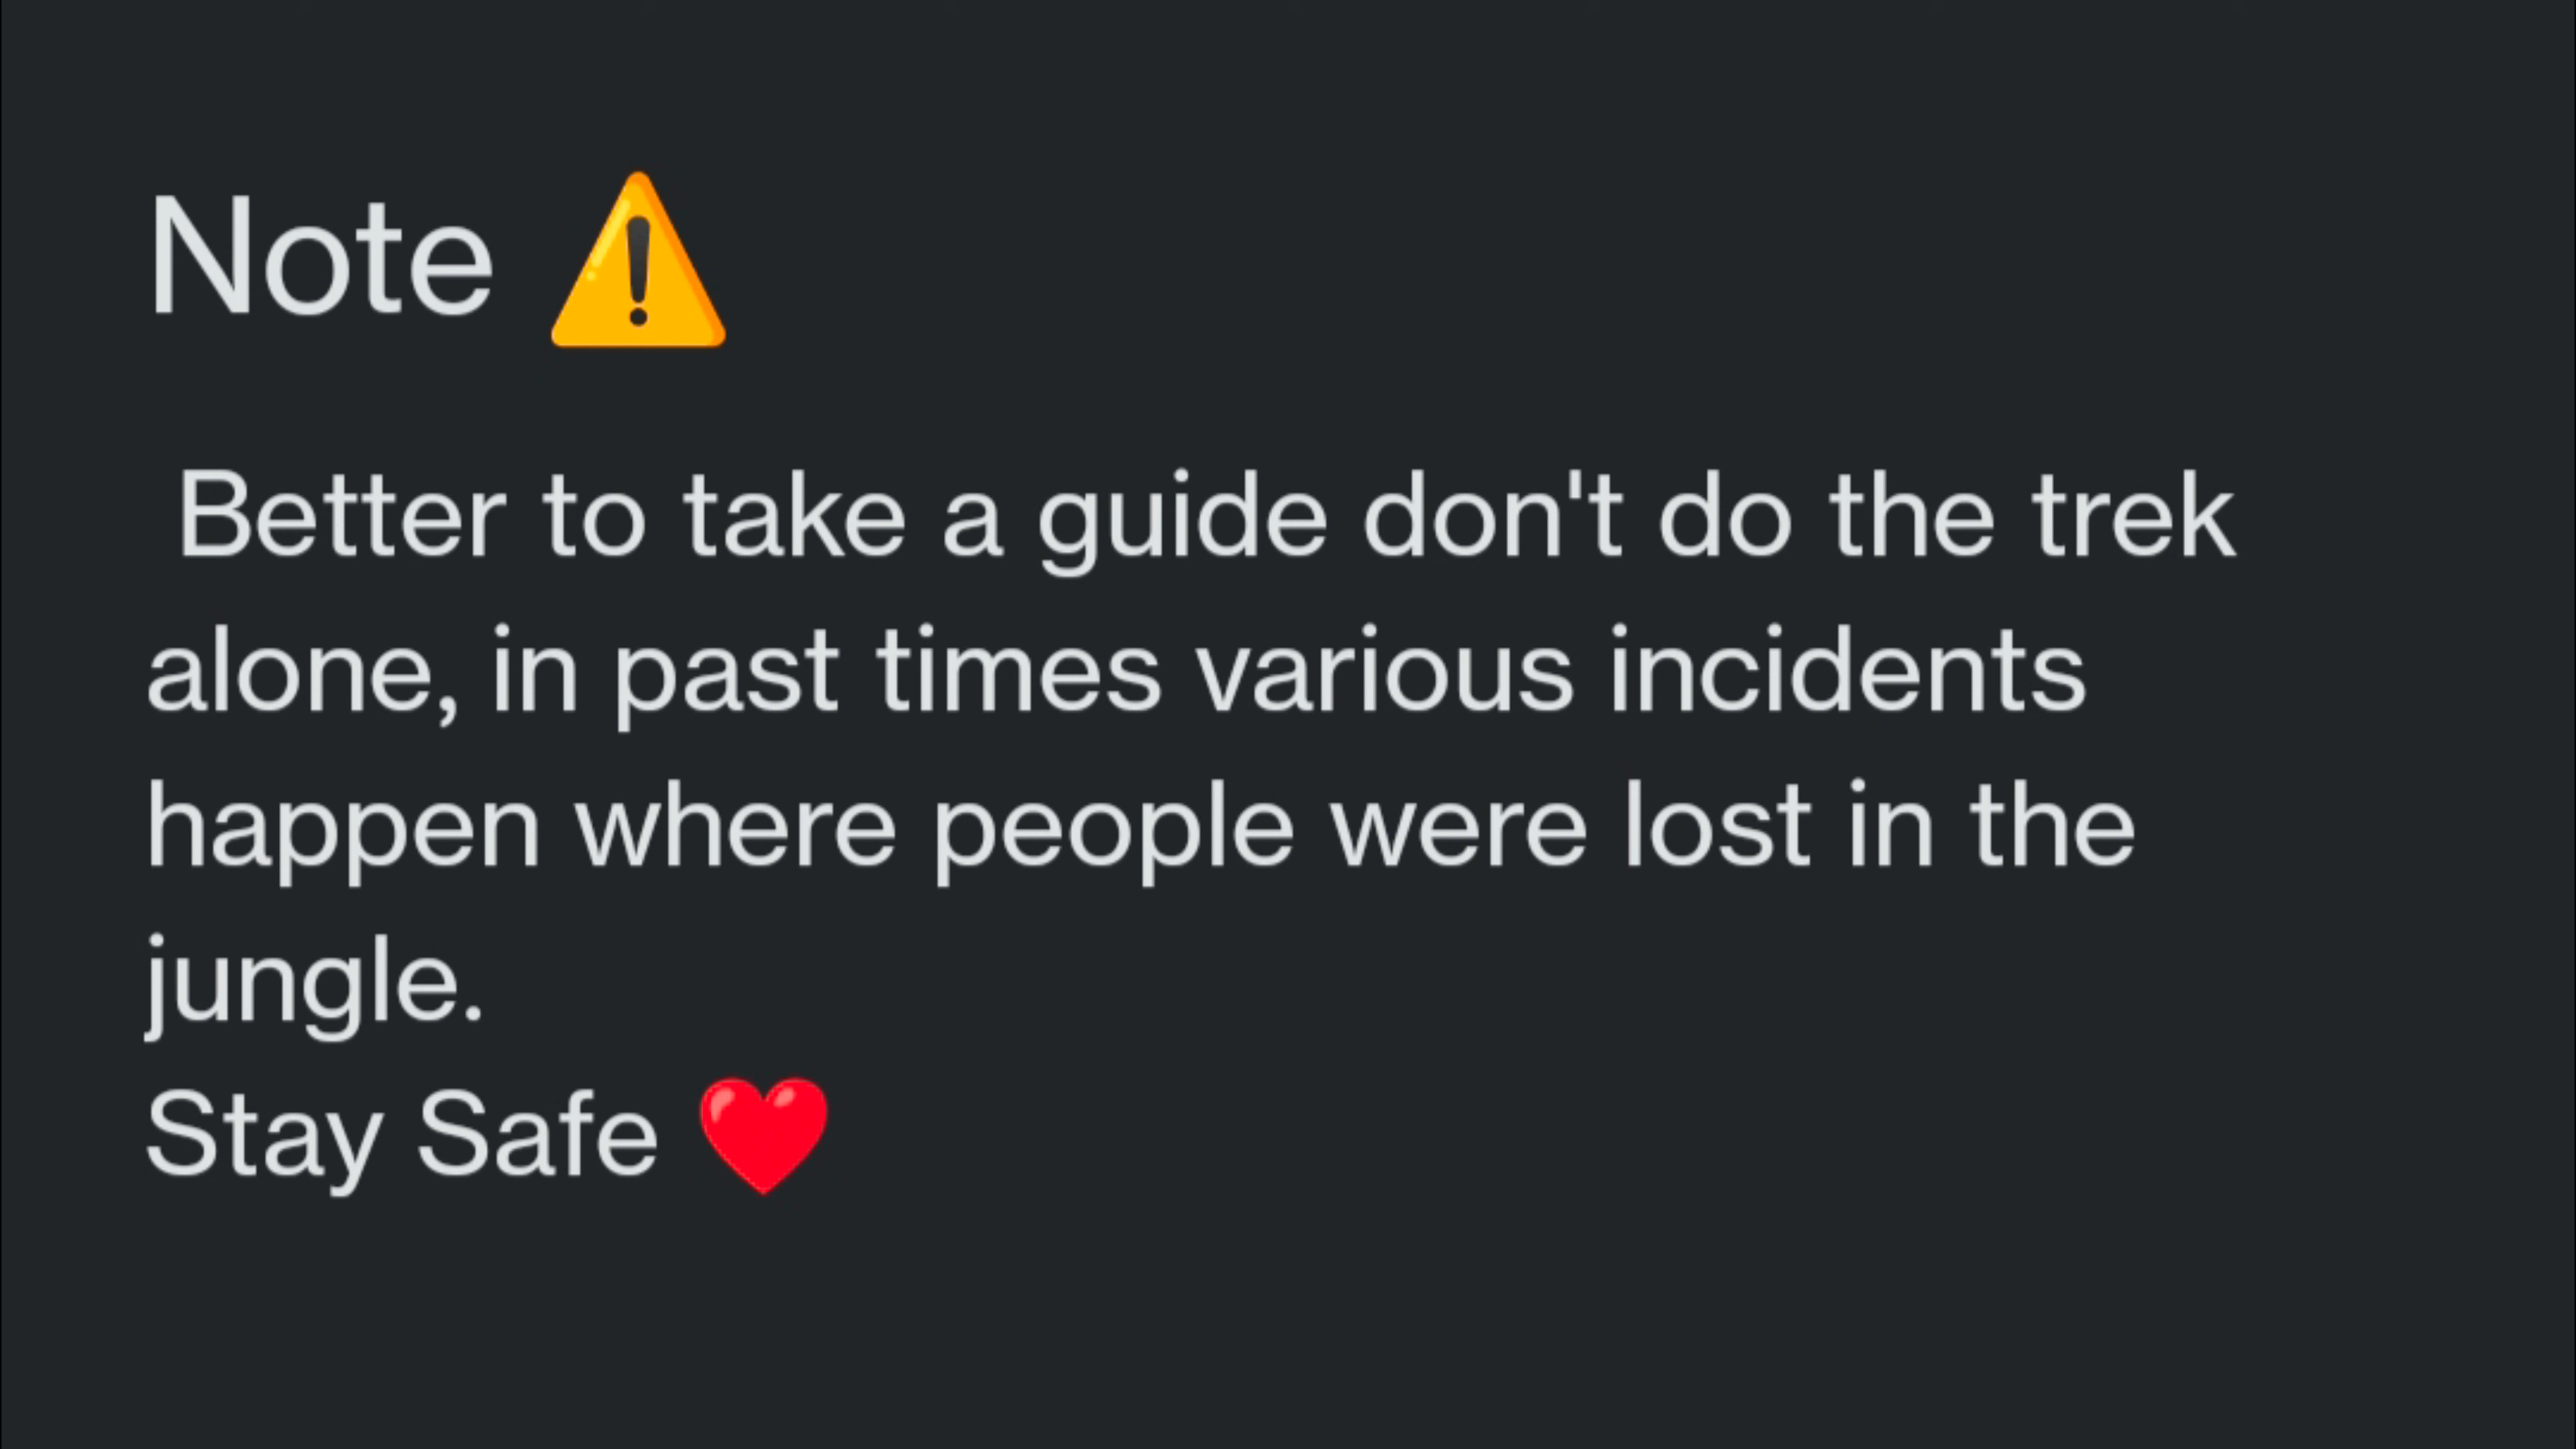 Note ⚠️
Better to take a guide don't do the trek
alone, in past times various incidents
happen where people were lost in the
jungle.
Stay Safe ♥️